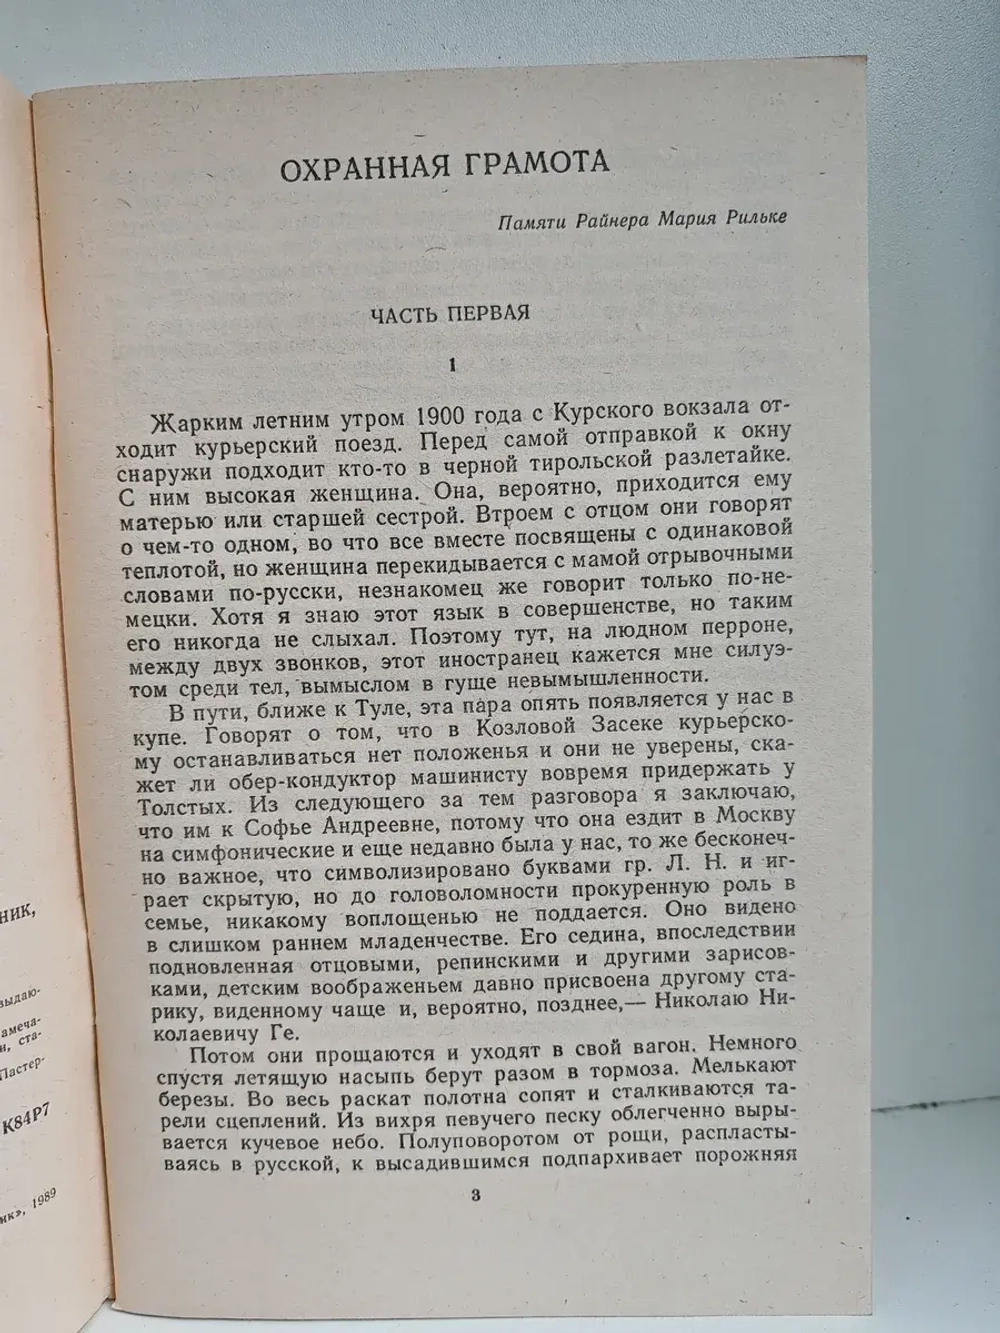 ОХРАННАЯ ГРАМОТА
Памяти Райнера Мария Рильке
ЧАСТЬ ПЕРВАЯ
1
Жарким летним утром 1900 года с Курского вокзала от-
ходит курьерский поезд. Перед самой отправкой к окну
снаружи подходит кто-то в черной тирольской разлетайке.
С ним высокая женщина. Она, вероятно, приходится ему
матерью или старшей сестрой. Втроем с отцом они говорят
о чем-то одном, во что все вместе посвящены с одинаковой
теплотой, но женщина перекидывается с мамой отрывочными
словами по-русски, незнакомец же говорит только по-не-
мецки. Хотя я знаю этот язык в совершенстве, но таким
его никогда не слыхал. Поэтому тут, на людном перроне,
между двух звонков, этот иностранец кажется мне силуэ-
том среди тел, вымыслом в гуще невымышленности.
В пути, ближе к Туле, эта пара опять появляется у нас в
купе. Говорят о том, что в Козловой Засеке курьерско-
му останавливаться нет положенья и они не уверены, ска-
жет ли обер-кондуктор машинисту вовремя придержать у
Толстых. Из следующего за тем разговора я заключаю,
что им к Софье Андреевне, потому что она ездит в Москву
на симфонические и еще недавно была у нас, то же бесконеч-
но важное, что символизировано буквами гр. Л. Н. и иг-
рает скрытую, но до головоломности прокуренную роль в
семье, никакому воплощенью не поддается. Оно видено
в слишком раннем младенчестве. Его седина, впоследствии
подновленная отцовыми, репинскими и другими зарисов-
ками, детским воображеньем давно присвоена другому ста-
рику, виденному чаще и, вероятно, позднее,— Николаю Ни-
колаевичу Ге.
Потом они прощаются и уходят в свой вагон. Немного
спустя летящую насыпь берут разом в тормоза. Мелькают
березы. Во весь раскат полотна сопят и сталкиваются та-
рели сцеплений. Из вихря певучего песку облегченно выры-
вается кучевое небо. Полуповоротом от рощи, распласты-
ваясь в русской, к высадившимся подпархивает порожняя
3
НИК,
выдаю-
амеча-
и, ста-
Пастер-
К84Р7
ик», 1989